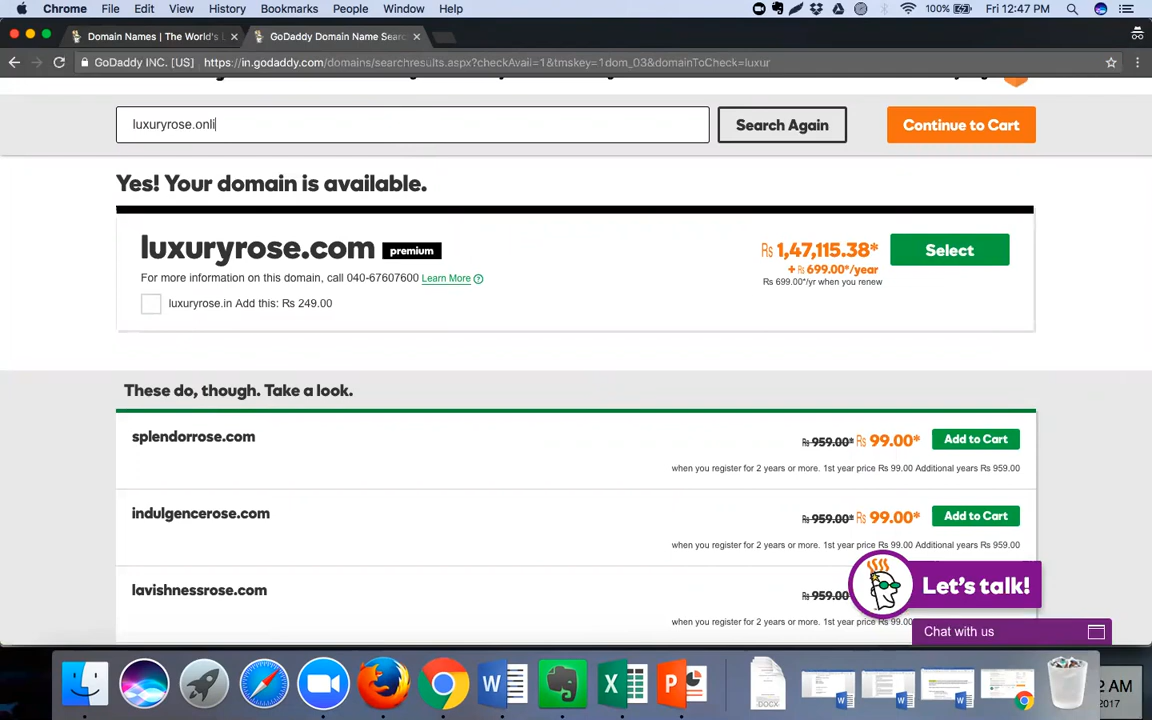 Chrome File Edit View History Bookmarks People Window Help 100% Fri 12:47 PM
Domain Names | The World's L GoDaddy Domain Name Searc
GoDaddy INC. [US] https://in.godaddy.com/domains/searchresults.aspx?checkAvail=1&tmskey=1dom_03&domainToCheck=luxur
luxuryrose.onli Search Again Continue to Cart
Yes! Your domain is available.
luxuryrose.com premium Rs 1,47,115.38* Select
+ Rs 699.00*/year
For more information on this domain, call 040-67607600 Learn More ? Rs 699.00*/yr when you renew
luxuryrose.in Add this: Rs 249.00
These do, though. Take a look.
splendorrose.com Rs 959.00* Rs 99.00* Add to Cart
when you register for 2 years or more. 1st year price Rs 99.00 Additional years Rs 959.00
indulgencerose.com Rs 959.00* Rs 99.00* Add to Cart
when you register for 2 years or more. 1st year price Rs 99.00 Additional years Rs 959.00
lavishnessrose.com Rs 959.00*
Let's talk!
when you register for 2 years or more. 1st year price Rs 99.00
Chat with us
W X P DOCX W W W
2 AM
2017